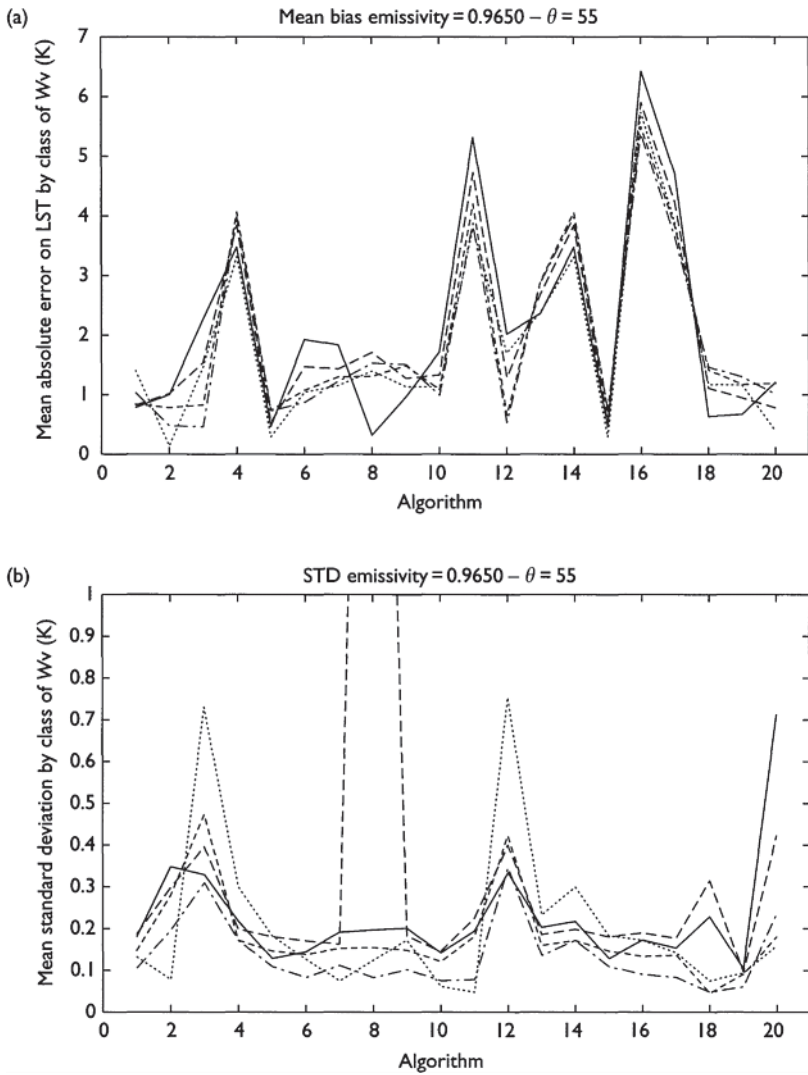 (a)
Mean bias emissivity = 0.9650 – θ = 55
Mean absolute error on LST by class of Wv (K)
7
6
5
4
3
2
1
0
0 2 4 6 8 10 12 14 16 18 20
Algorithm
(b)
STD emissivity = 0.9650 – θ = 55
Mean standard deviation by class of Wv (K)
1
0.9
0.8
0.7
0.6
0.5
0.4
0.3
0.2
0.1
0
0 2 4 6 8 10 12 14 16 18 20
Algorithm